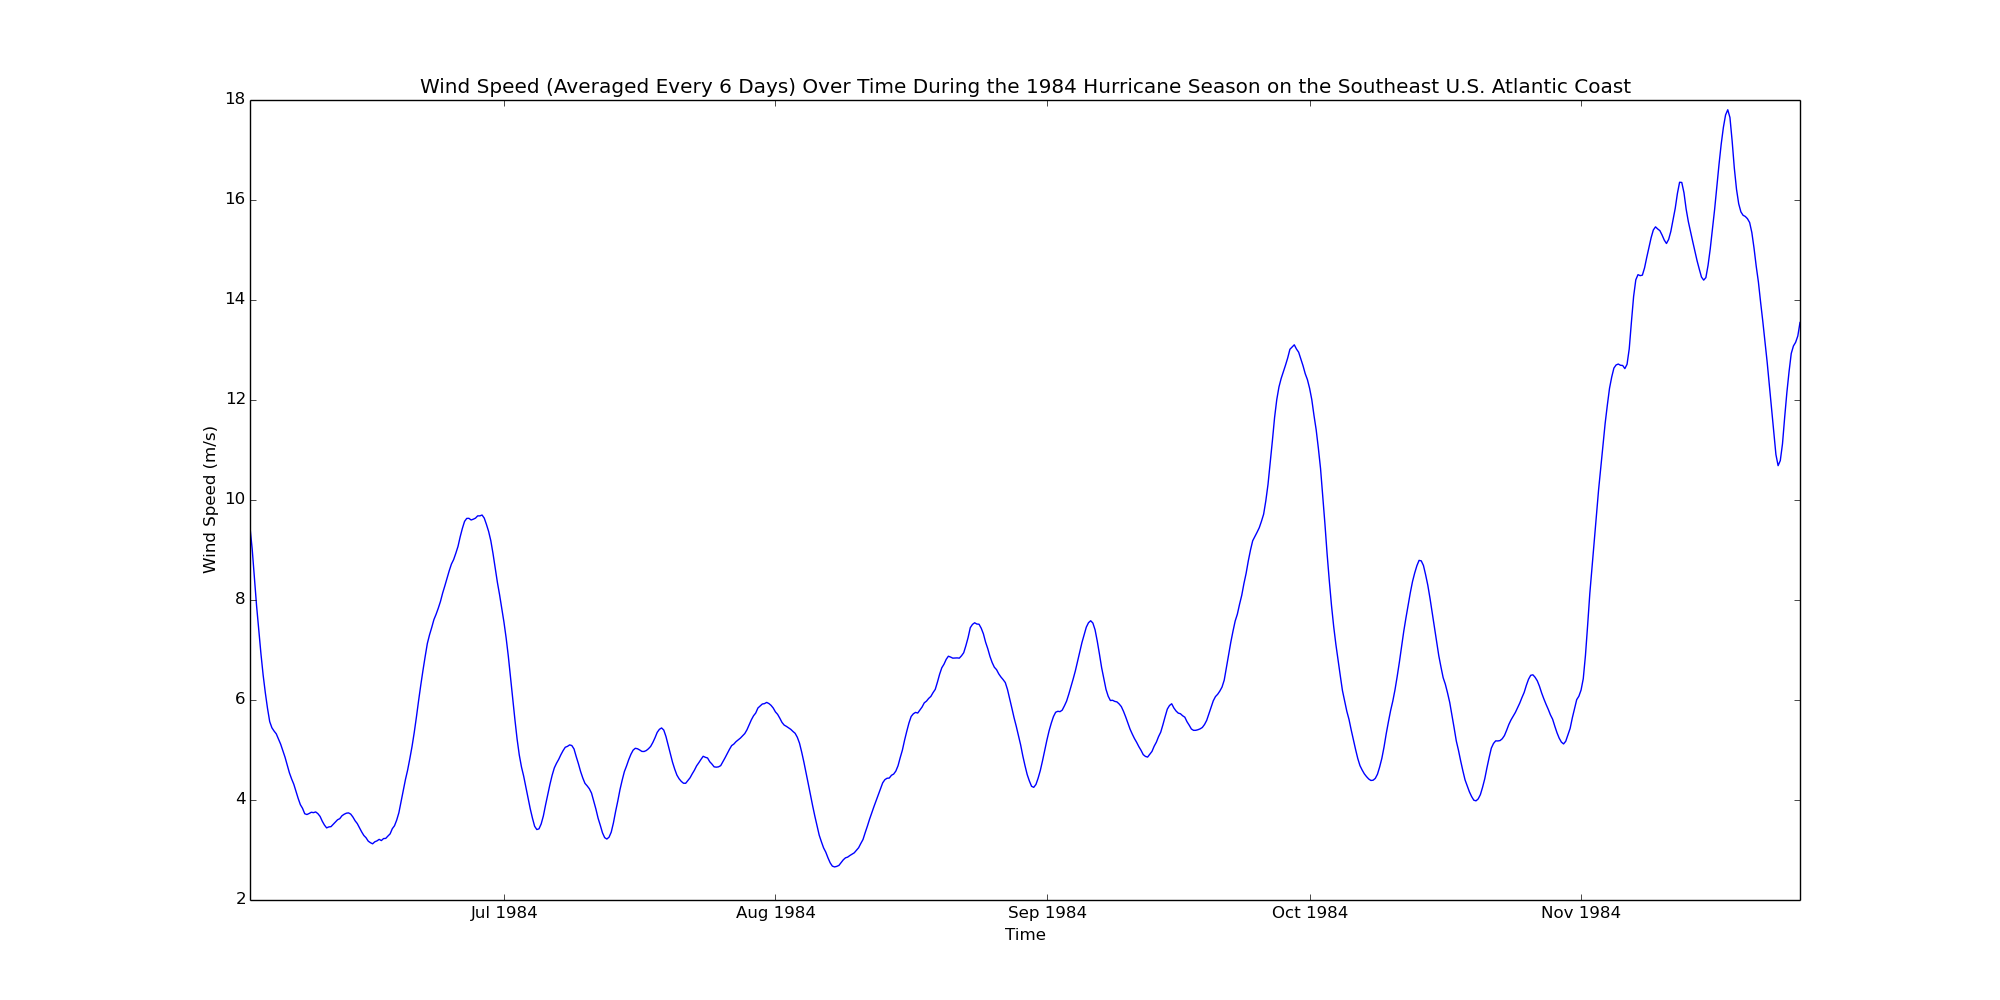 Wind Speed (Averaged Every 6 Days) Over Time During the 1984 Hurricane Season on the Southeast U.S. Atlantic Coast
18
16
14
12
10
8
6
4
2
Wind Speed (m/s)
Jul 1984 Aug 1984 Sep 1984 Oct 1984 Nov 1984
Time